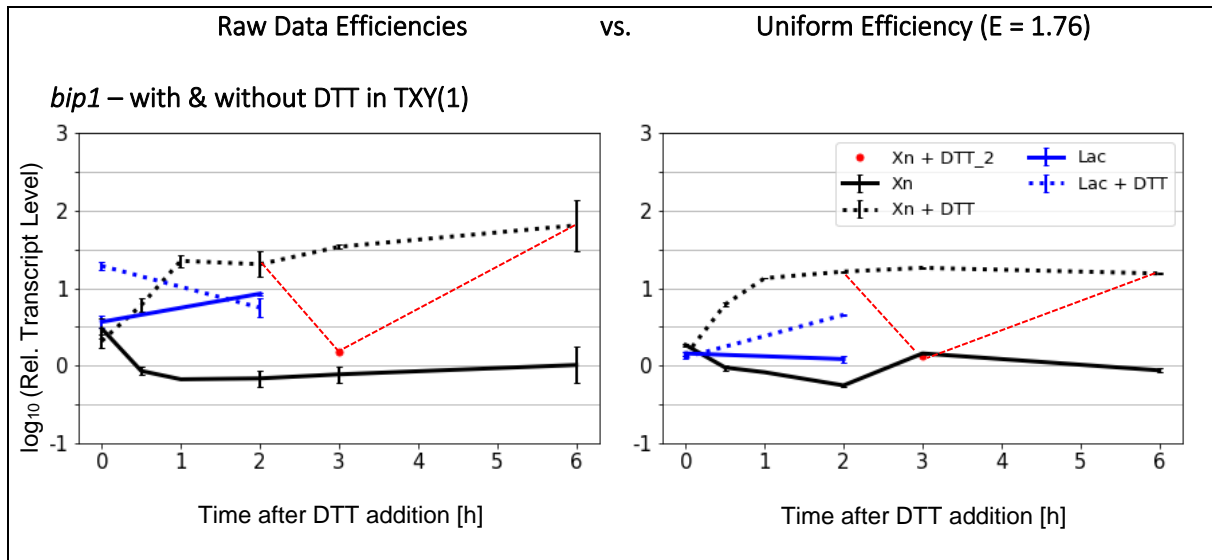 Raw Data Efficiencies vs. Uniform Efficiency (E = 1.76)
bip1 – with & without DTT in TXY(1)
log₁₀ (Rel. Transcript Level)
3
2
1
0
-1
0 1 2 3 4 5 6
Time after DTT addition [h]
3
2
1
0
-1
0 1 2 3 4 5 6
Xn + DTT_2
Xn
Xn + DTT
Lac
Lac + DTT
Time after DTT addition [h]